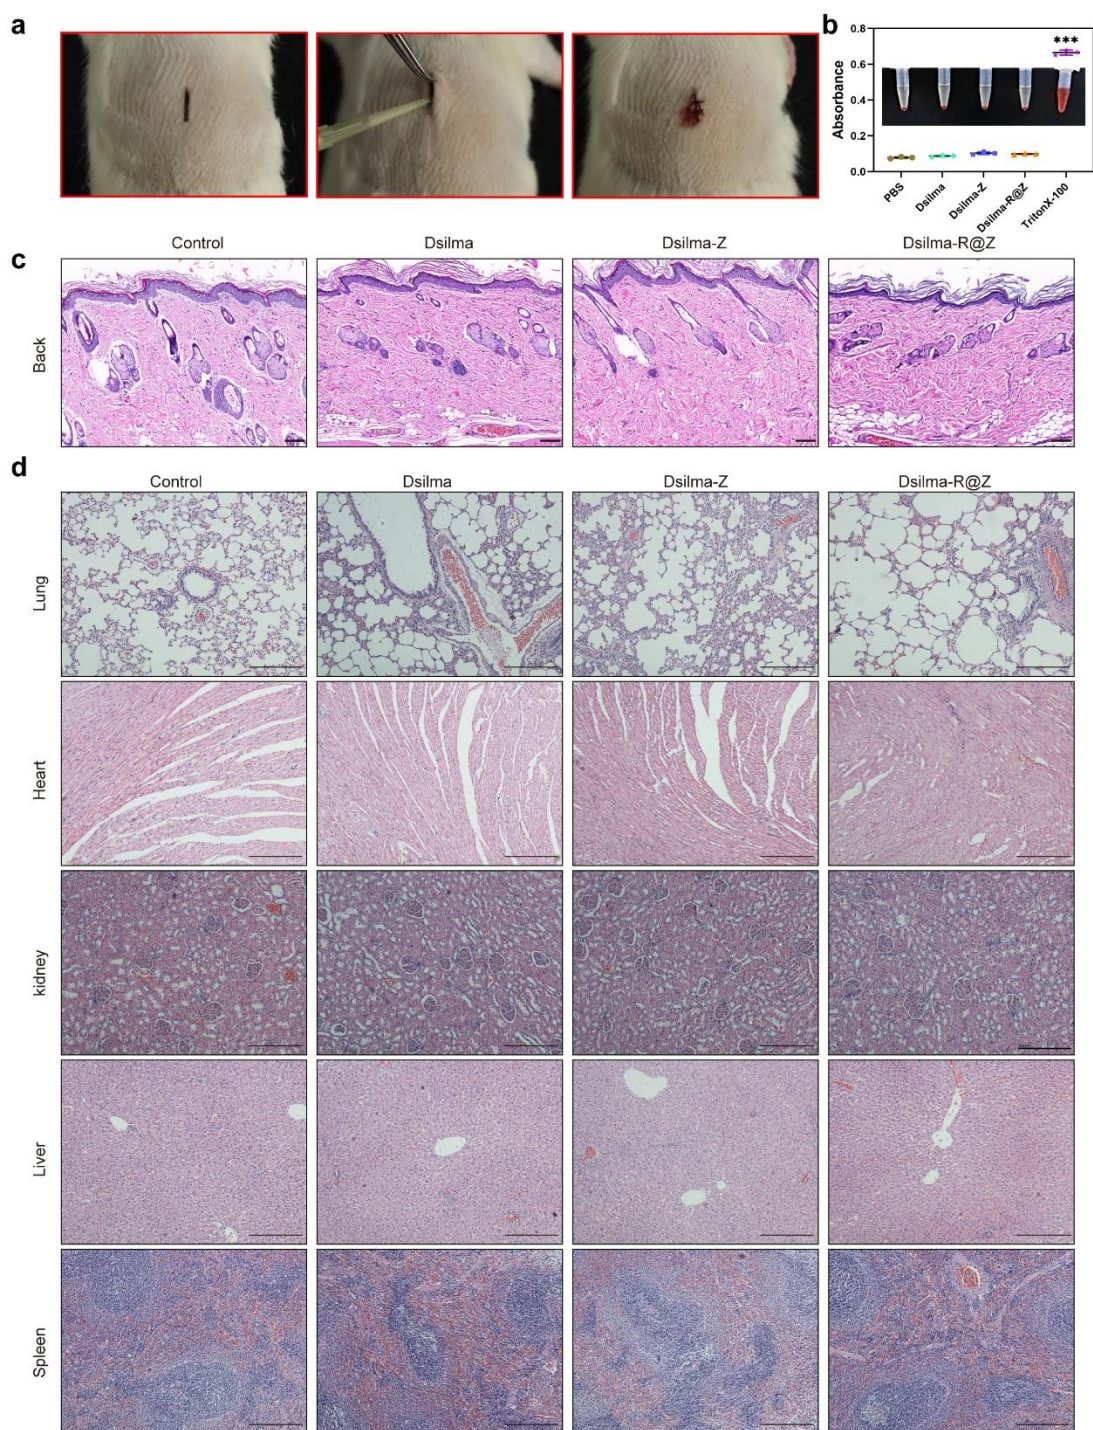 a
b
0.8
***
0.6
0.4
0.2
0.0
Absorbance
PBS
Dsilma
Dsilma-Z
Dsilma-R@Z
TritonX-100
Control
Dsilma
Dsilma-Z
Dsilma-R@Z
c
Back
d
Control
Dsilma
Dsilma-Z
Dsilma-R@Z
Lung
Heart
kidney
Liver
Spleen